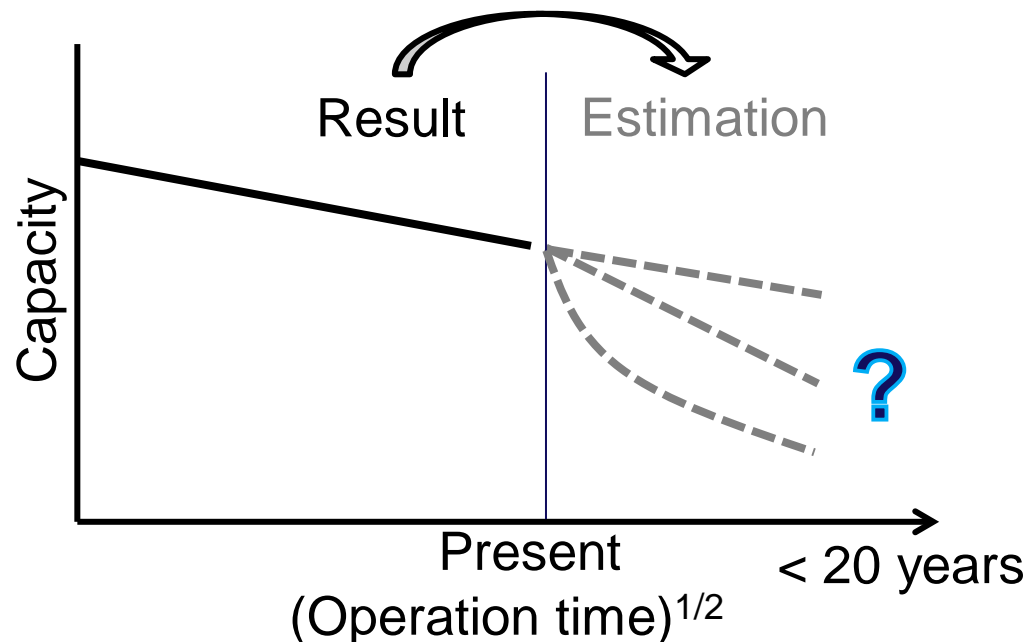 Result
Estimation
Capacity
?
Present
< 20 years
(Operation time)1/2